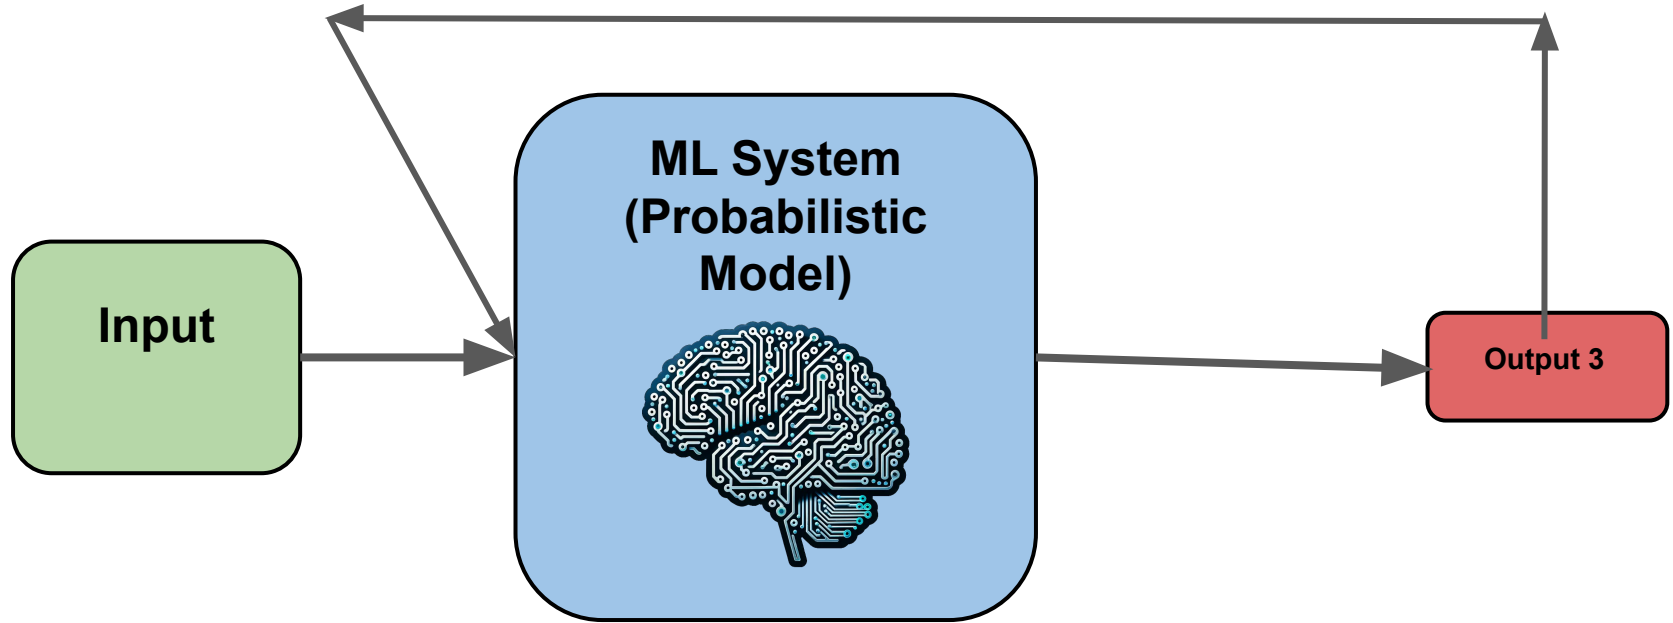 ML System
(Probabilistic
Model)
Input
Output 3